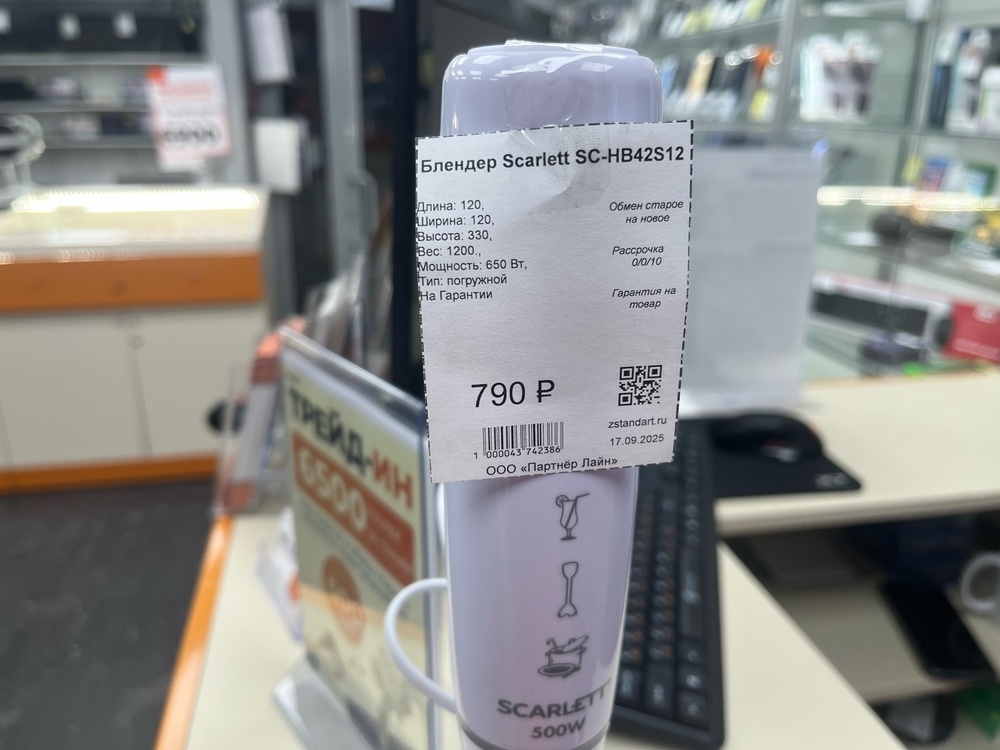 Блендер Scarlett SC-HB42S12
Длина: 120,
Ширина: 120,
Высота: 330,
Вес: 1200.,
Мощность: 650 Вт,
Тип: погружной
На Гарантии
Обмен старое
на новое
Рассрочка
0/0/10
Гарантия на
товар
790 ₽
zstandart.ru
17.09.2025
1 000043 742386
ООО «Партнёр Лайн»
ТРЕЙД-ИН
6500
SCARLETT
500W